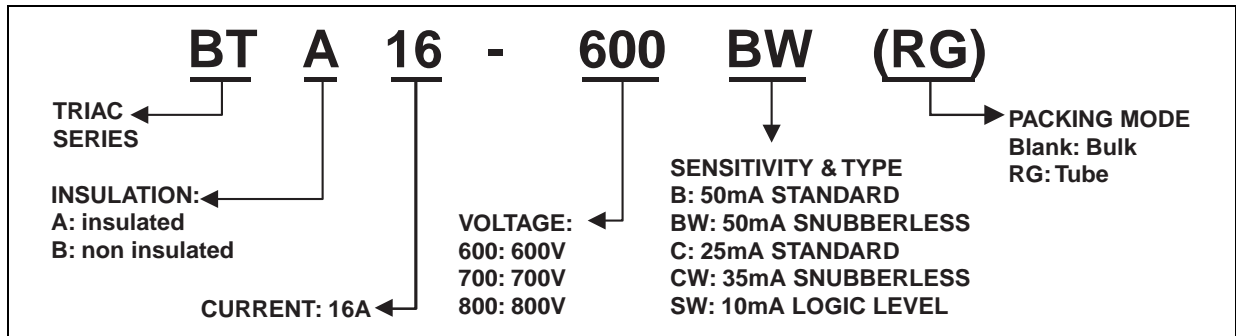 BT A 16 - 600 BW (RG)
TRIAC
SERIES
INSULATION:
A: insulated
B: non insulated
CURRENT: 16A
VOLTAGE:
600: 600V
700: 700V
800: 800V
SENSITIVITY & TYPE
B: 50mA STANDARD
BW: 50mA SNUBBERLESS
C: 25mA STANDARD
CW: 35mA SNUBBERLESS
SW: 10mA LOGIC LEVEL
PACKING MODE
Blank: Bulk
RG: Tube